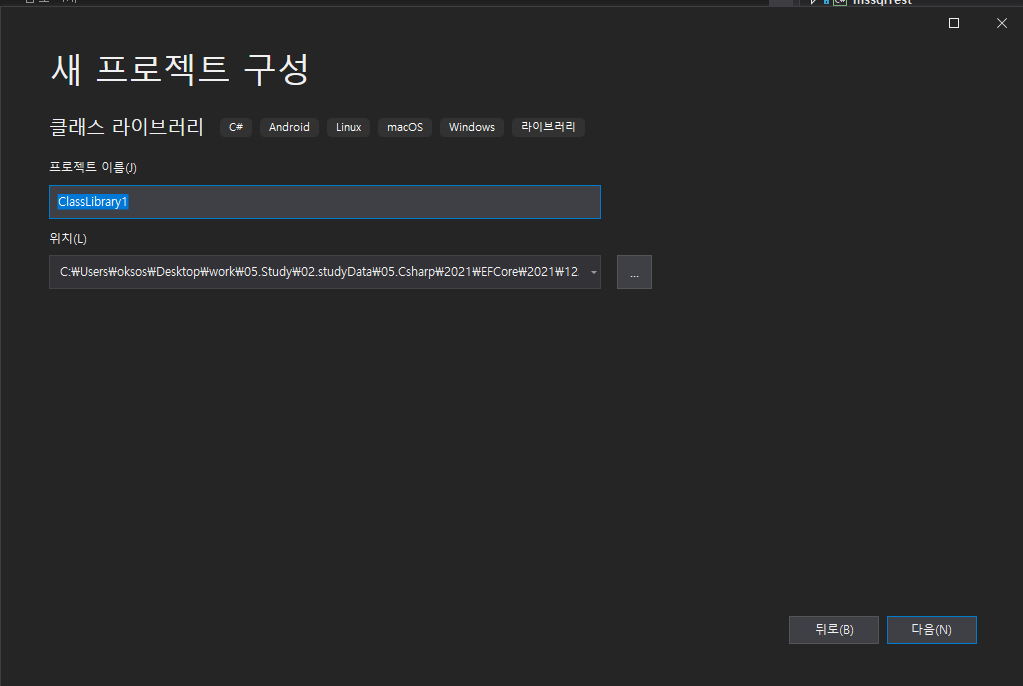 mssqlTest
새 프로젝트 구성
클래스 라이브러리 C# Android Linux macOS Windows 라이브러리
프로젝트 이름(J)
ClassLibrary1
위치(L)
C:₩Users₩oksos₩Desktop₩work₩05.Study₩02.studyData₩05.Csharp₩2021₩EFCore₩2021₩12.
...
뒤로(B) 다음(N)